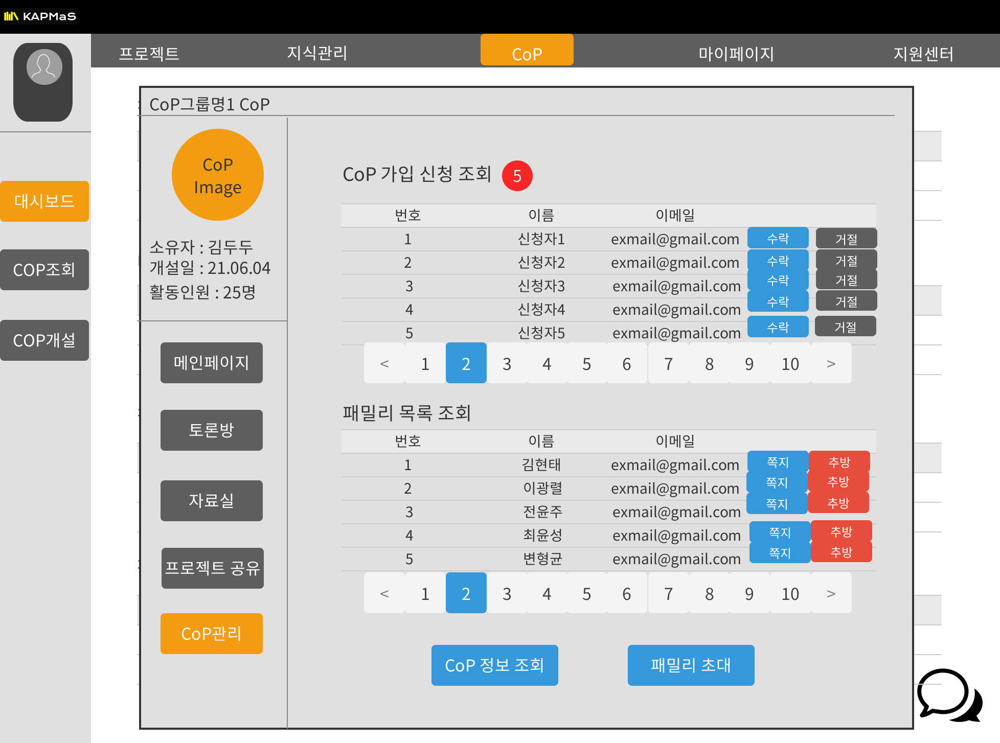 KAPMaS
프로젝트 지식관리 CoP 마이페이지 지원센터
대시보드
COP조회
COP개설
CoP그룹명1 CoP
CoP
Image
소유자 : 김두두
개설일 : 21.06.04
활동인원 : 25명
메인페이지
토론방
자료실
프로젝트 공유
CoP관리
CoP 가입 신청 조회 5
번호 이름 이메일
1 신청자1 exmail@gmail.com 수락 거절
2 신청자2 exmail@gmail.com 수락 거절
3 신청자3 exmail@gmail.com 수락 거절
4 신청자4 exmail@gmail.com 수락 거절
5 신청자5 exmail@gmail.com 수락 거절
< 1 2 3 4 5 6 7 8 9 10 >
패밀리 목록 조회
번호 이름 이메일
1 김현태 exmail@gmail.com 쪽지 추방
2 이광렬 exmail@gmail.com 쪽지 추방
3 전윤주 exmail@gmail.com 쪽지 추방
4 최윤성 exmail@gmail.com 쪽지 추방
5 변형균 exmail@gmail.com 쪽지 추방
< 1 2 3 4 5 6 7 8 9 10 >
CoP 정보 조회 패밀리 초대